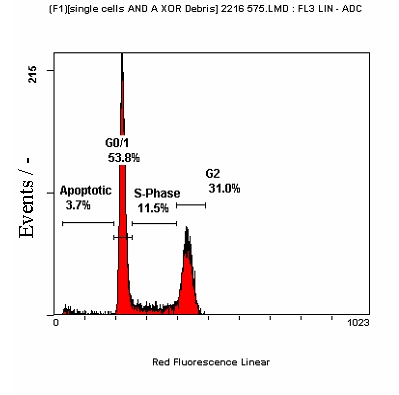 (F1)[single cells AND A XOR Debris] 2216 575.LMD : FL3 LIN - ADC
215
Events / -
G0/1
53.8%
G2
31.0%
Apoptotic
3.7%
S-Phase
11.5%
0
1023
Red Fluorescence Linear